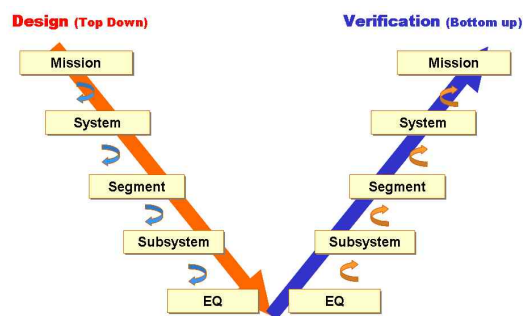 Design (Top Down)
Verification (Bottom up)
Mission
Mission
System
System
Segment
Segment
Subsystem
Subsystem
EQ
EQ